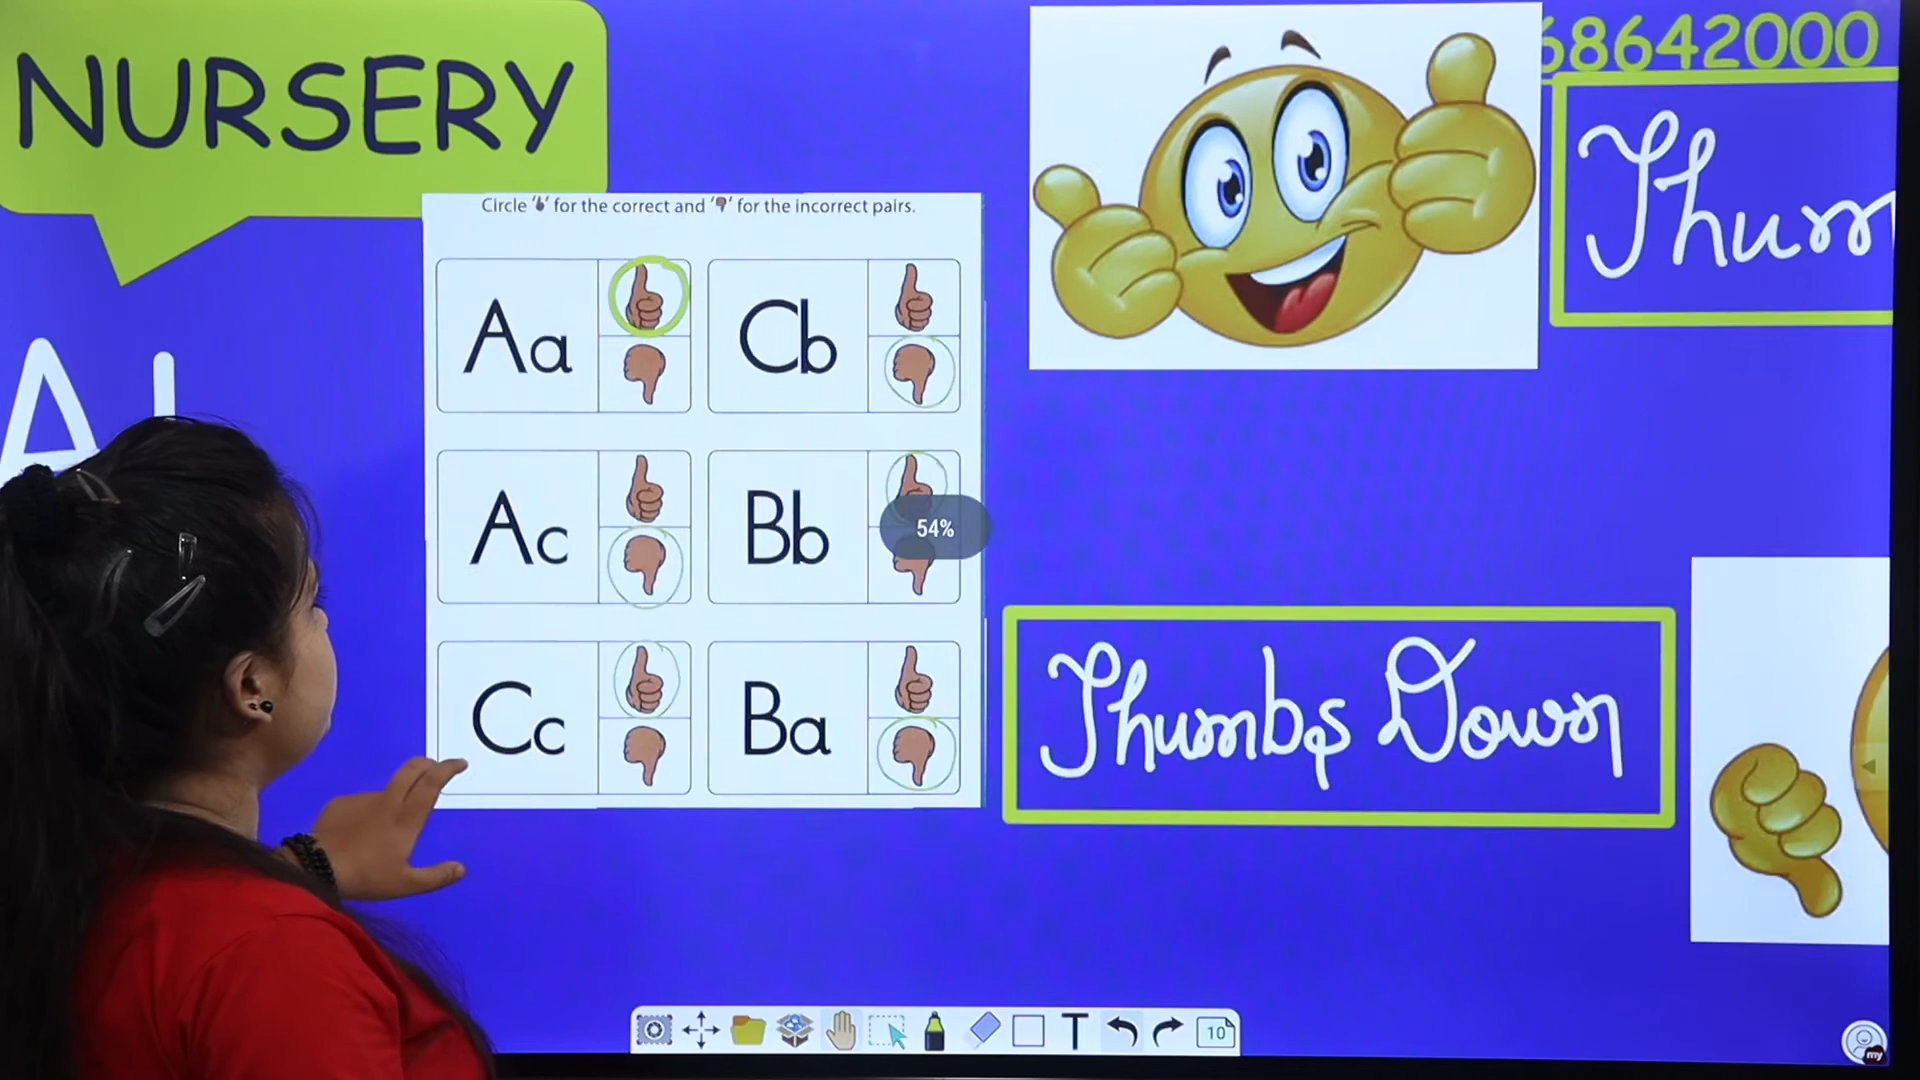 NURSERY
68642000
Circle '👍' for the correct and '👎' for the incorrect pairs.
Aa
Cb
Ac
Bb
54%
Cc
Ba
Thumbs Down
T
10
my